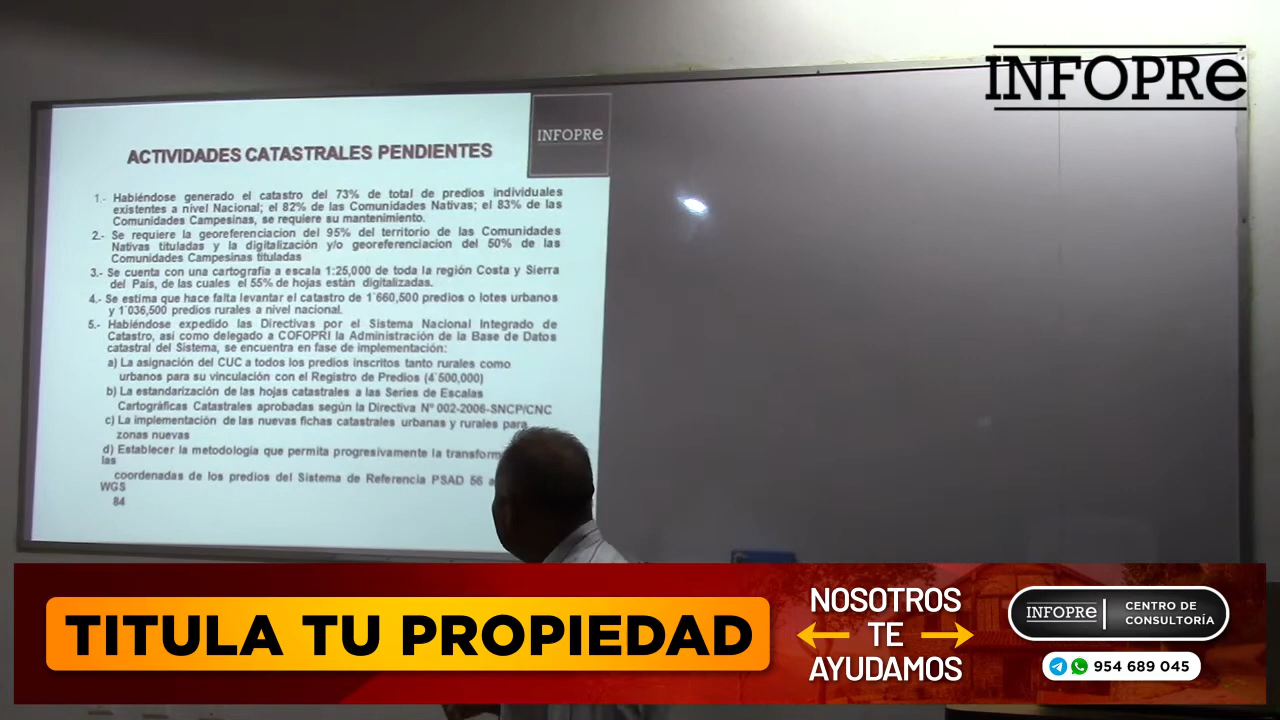 INFOPRe
INFOPRe
ACTIVIDADES CATASTRALES PENDIENTES
1.- Habiéndose generado el catastro del 73% de total de predios individuales
existentes a nivel Nacional; el 82% de las Comunidades Nativas; el 83% de las
Comunidades Campesinas, se requiere su mantenimiento.
2.- Se requiere la georeferenciacion del 95% del territorio de las Comunidades
Nativas tituladas y la digitalización y/o georeferenciacion del 50% de las
Comunidades Campesinas tituladas
3.- Se cuenta con una cartografía a escala 1:25,000 de toda la región Costa y Sierra
del País, de las cuales el 55% de hojas están digitalizadas.
4.- Se estima que hace falta levantar el catastro de 1´660,500 predios o lotes urbanos
y 1´036,500 predios rurales a nivel nacional.
5.- Habiéndose expedido las Directivas por el Sistema Nacional Integrado de
Catastro, así como delegado a COFOPRI la Administración de la Base de Datos
catastral del Sistema, se encuentra en fase de implementación:
a) La asignación del CUC a todos los predios inscritos tanto rurales como
urbanos para su vinculación con el Registro de Predios (4´500,000)
b) La estandarización de las hojas catastrales a las Series de Escalas
Cartográficas Catastrales aprobadas según la Directiva Nº 002-2006-SNCP/CNC
c) La implementación de las nuevas fichas catastrales urbanas y rurales para
zonas nuevas
d) Establecer la metodología que permita progresivamente la transform
las
coordenadas de los predios del Sistema de Referencia PSAD 56 a
WGS
84
TITULA TU PROPIEDAD
NOSOTROS
TE
AYUDAMOS
INFOPRe
CENTRO DE
CONSULTORÍA
954 689 045